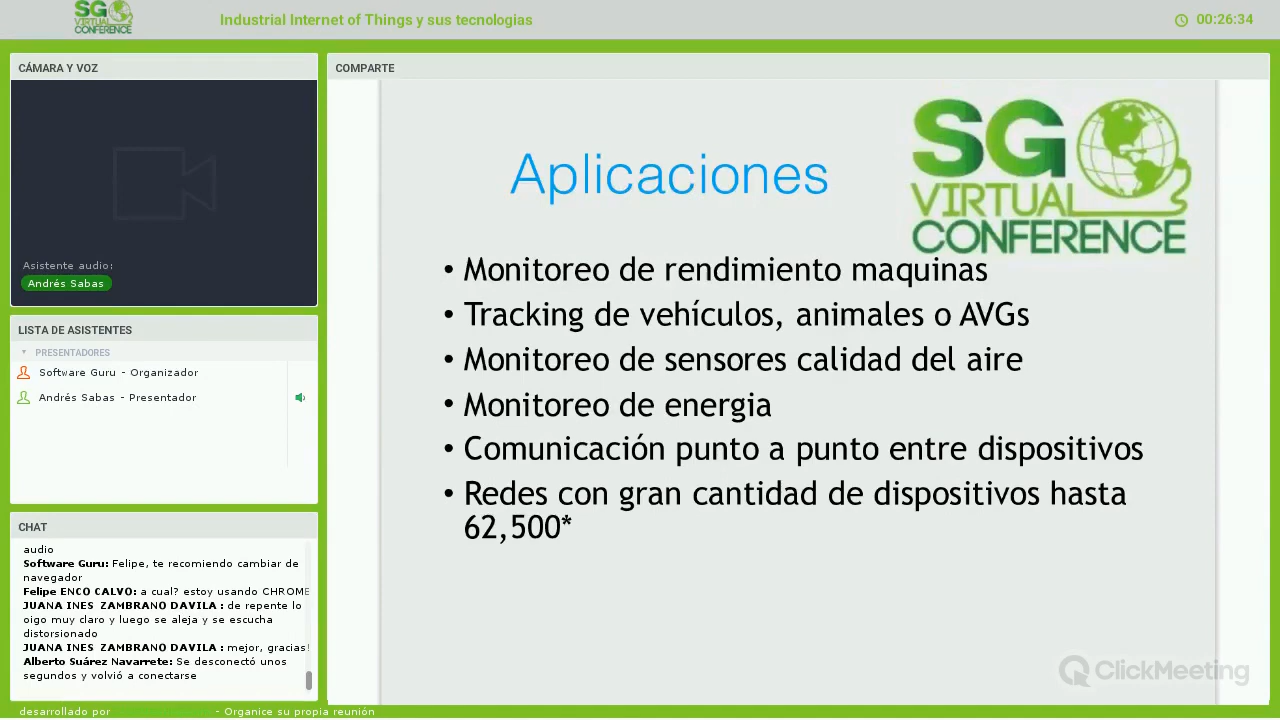 SG
VIRTUAL
CONFERENCE
Industrial Internet of Things y sus tecnologias
00:26:34
CÁMARA Y VOZ
Asistente audio:
Andrés Sabas
LISTA DE ASISTENTES
PRESENTADORES
Software Guru - Organizador
Andrés Sabas - Presentador
CHAT
audio
Software Guru: Felipe, te recomiendo cambiar de
navegador
Felipe ENCO CALVO: a cual? estoy usando CHROME
JUANA INES ZAMBRANO DAVILA : de repente lo
oigo muy claro y luego se aleja y se escucha
distorsionado
JUANA INES ZAMBRANO DAVILA : mejor, gracias!
Alberto Suárez Navarrete: Se desconectó unos
segundos y volvió a conectarse
COMPARTE
SG
VIRTUAL
CONFERENCE
Aplicaciones
• Monitoreo de rendimiento maquinas
• Tracking de vehículos, animales o AVGs
• Monitoreo de sensores calidad del aire
• Monitoreo de energia
• Comunicación punto a punto entre dispositivos
• Redes con gran cantidad de dispositivos hasta
62,500*
ClickMeeting
desarrollado por
- Organice su propia reunión